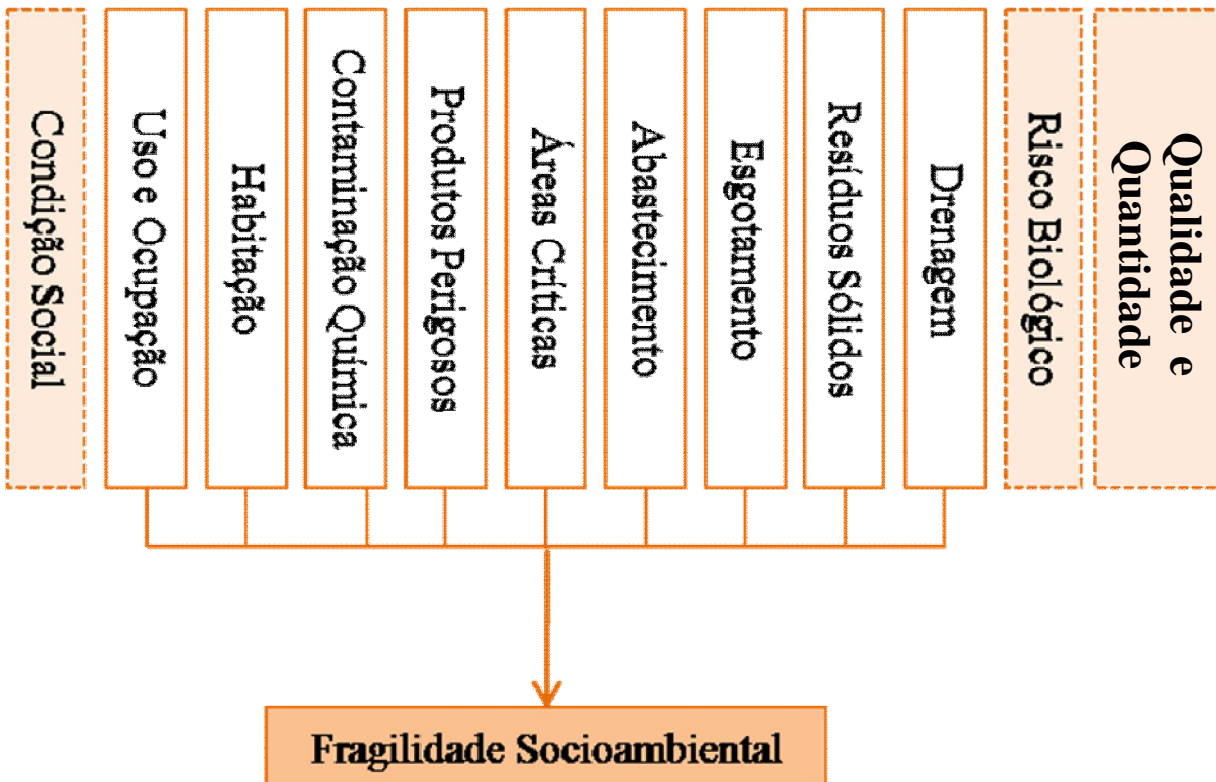 Condição Social
Uso e Ocupação
Habitação
Contaminação Química
Produtos Perigosos
Áreas Críticas
Abastecimento
Esgotamento
Resíduos Sólidos
Drenagem
Risco Biológico
Qualidade e
Quantidade
Fragilidade Socioambiental